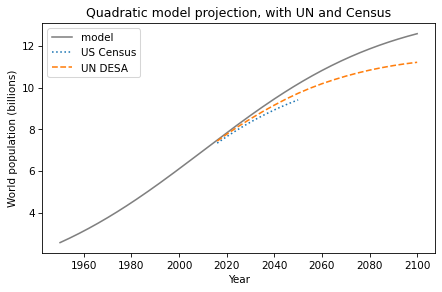 Quadratic model projection, with UN and Census
model
US Census
UN DESA
World population (billions)
12
10
8
6
4
1960 1980 2000 2020 2040 2060 2080 2100
Year